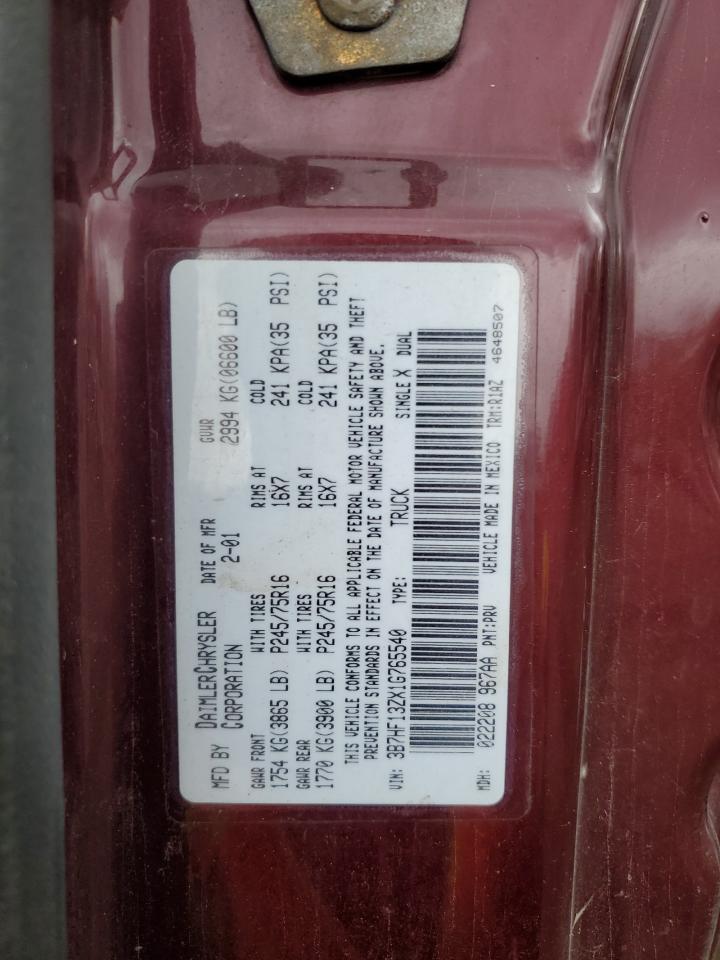 MFD BY DAIMLERCHRYSLER CORPORATION DATE OF MFR 2-01 GVWR 2994 KG(06600 LB)
GAWR FRONT WITH TIRES RIMS AT COLD
1754 KG(3865 LB) P245/75R16 16X7 241 KPA(35 PSI)
GAWR REAR WITH TIRES RIMS AT COLD
1770 KG(3900 LB) P245/75R16 16X7 241 KPA(35 PSI)
THIS VEHICLE CONFORMS TO ALL APPLICABLE FEDERAL MOTOR VEHICLE SAFETY AND THEFT
PREVENTION STANDARDS IN EFFECT ON THE DATE OF MANUFACTURE SHOWN ABOVE.
VIN: 3B7HF13ZX1G765540 TYPE: TRUCK SINGLE X DUAL
MDH: 022208 967AA PNT:PRV VEHICLE MADE IN MEXICO TRM:R1AZ 4648507